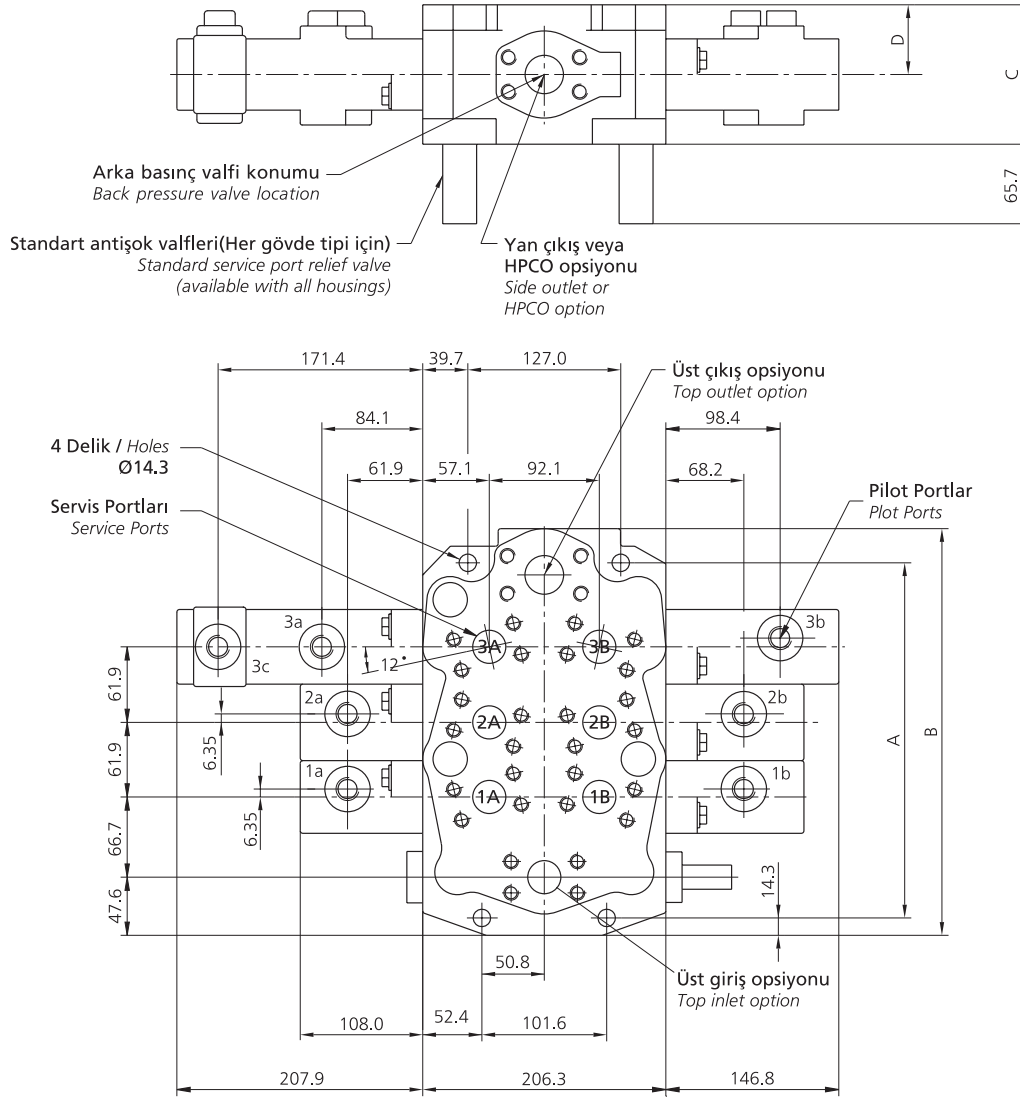 D
C
65.7
Arka basınç valfi konumu
Back pressure valve location
Standart antişok valfleri(Her gövde tipi için)
Standard service port relief valve
(available with all housings)
Yan çıkış veya
HPCO opsiyonu
Side outlet or
HPCO option
171.4
39.7
127.0
Üst çıkış opsiyonu
Top outlet option
84.1
98.4
4 Delik / Holes
Ø14.3
61.9
57.1
92.1
68.2
Servis Portları
Service Ports
Pilot Portlar
Plot Ports
3a
3b
3c
3A
3B
12°
61.9
2a
2b
2A
2B
6.35
61.9
1a
1b
1A
1B
6.35
66.7
47.6
14.3
A
B
50.8
Üst giriş opsiyonu
Top inlet option
108.0
52.4
101.6
207.9
206.3
146.8